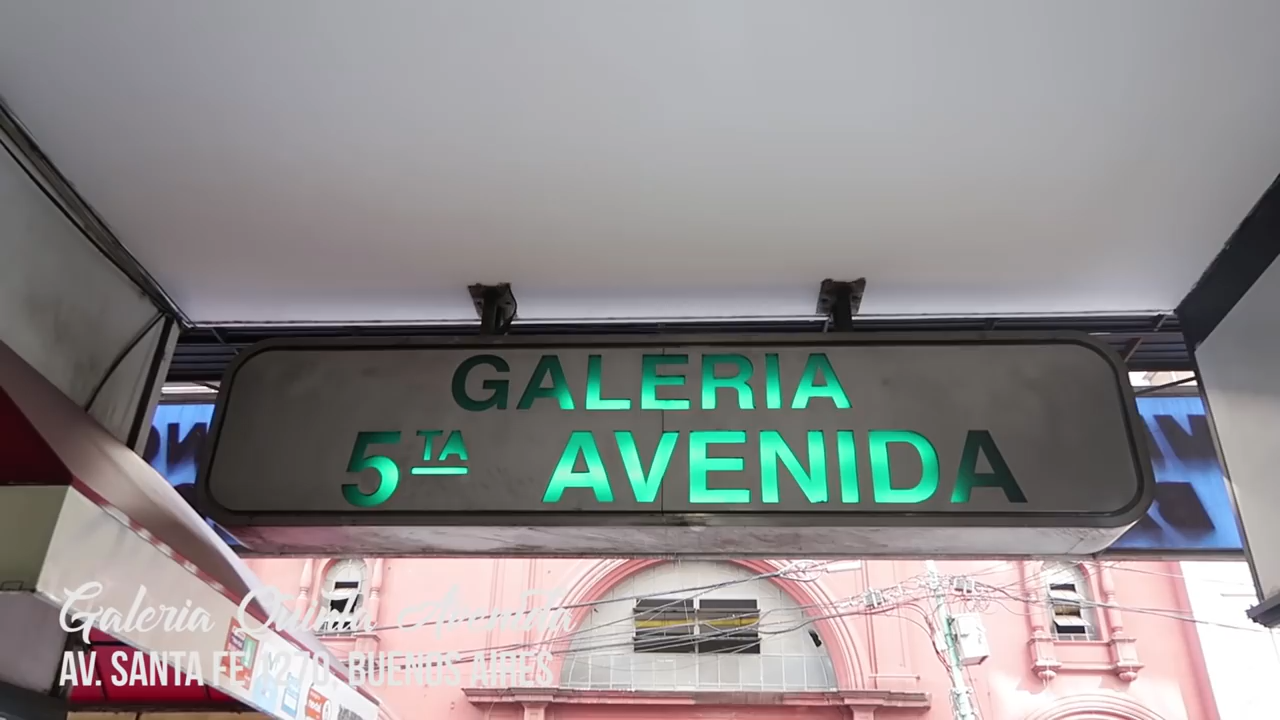 GALERIA
5TA AVENIDA
Galeria Quinta Avenida
AV. SANTA FE 1270, BUENOS AIRES